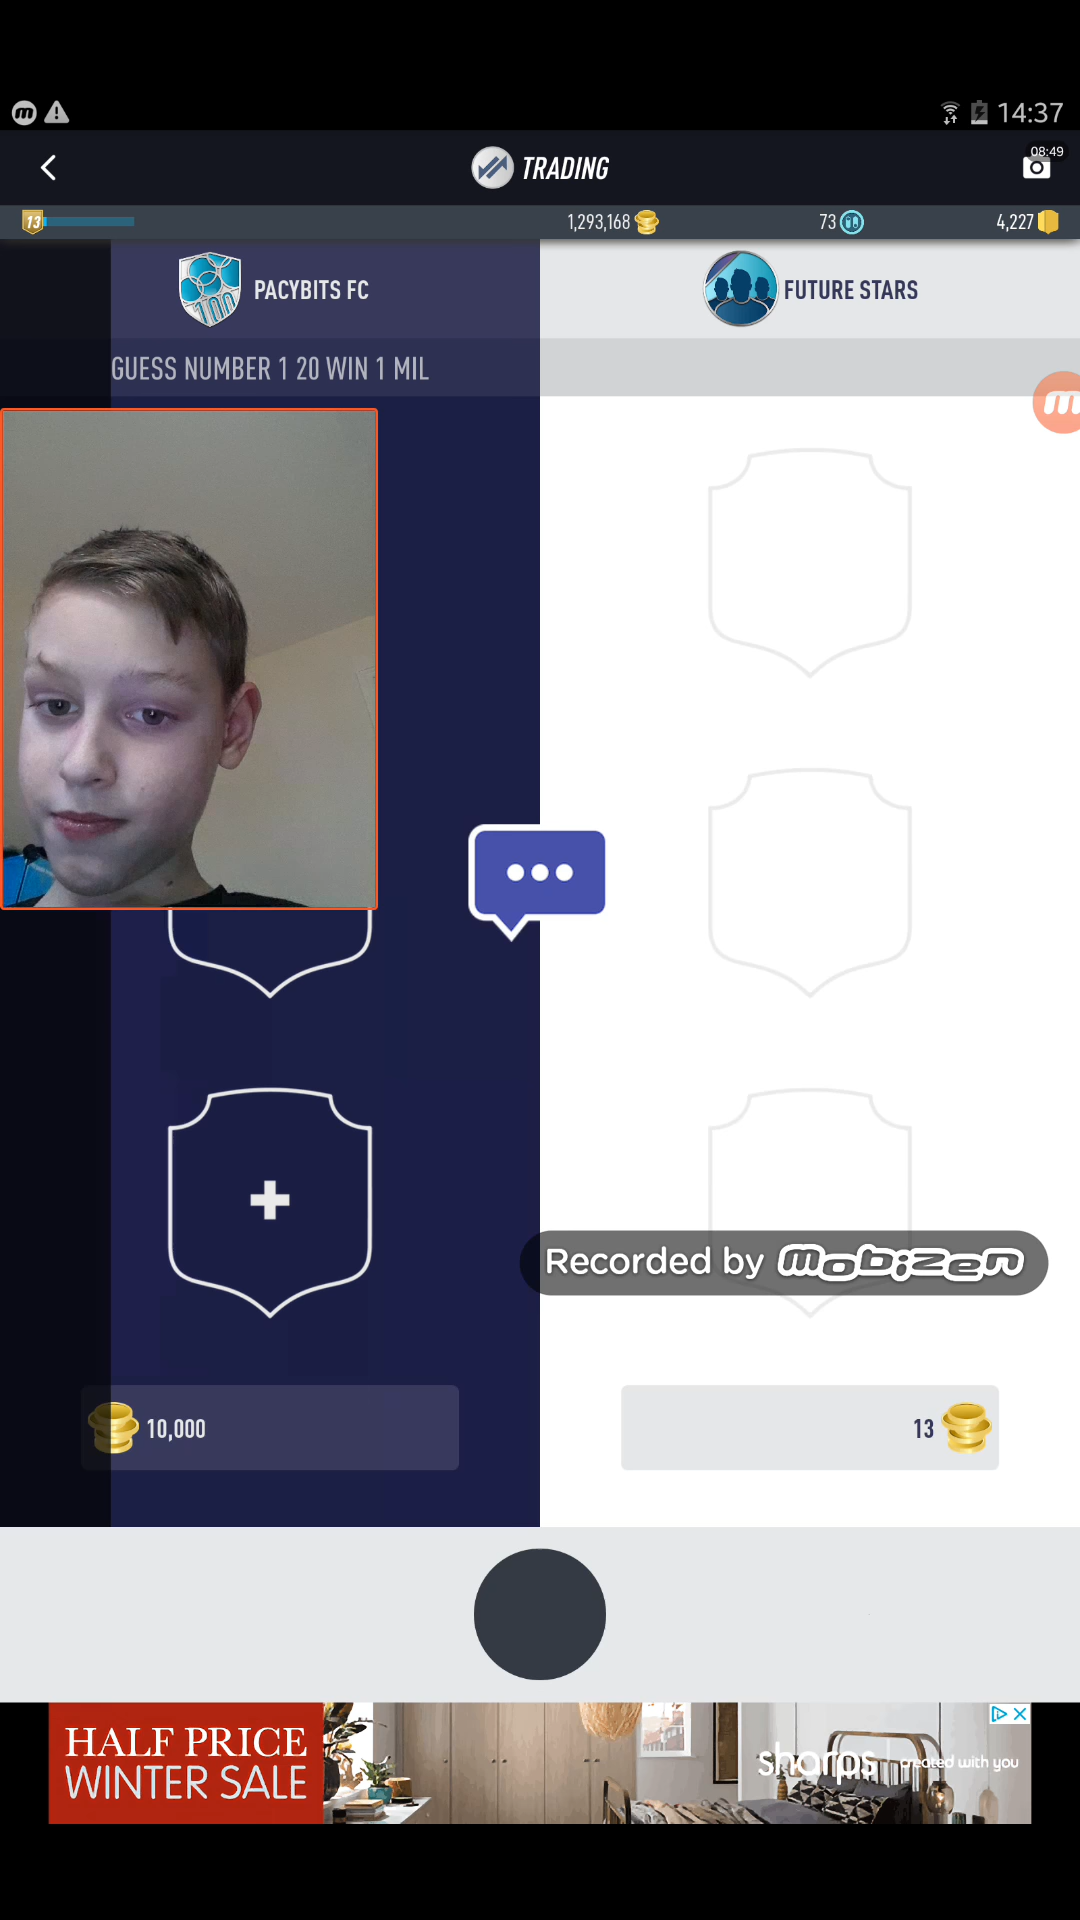 14:37
TRADING
08:49
13
1,293,168
73
4,227
100
PACYBITS FC
FUTURE STARS
GUESS NUMBER 1 20 WIN 1 MIL
Recorded by mobizen
10,000
13
HALF PRICE
WINTER SALE
sharps
created with you